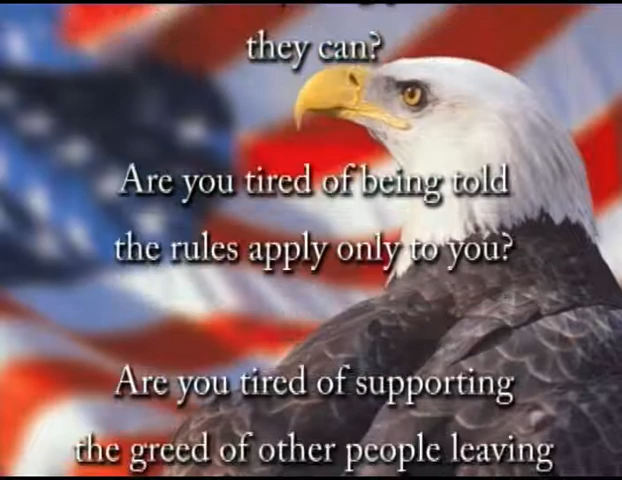 they can?
Are you tired of being told
the rules apply only to you?
Are you tired of supporting
the greed of other people leaving